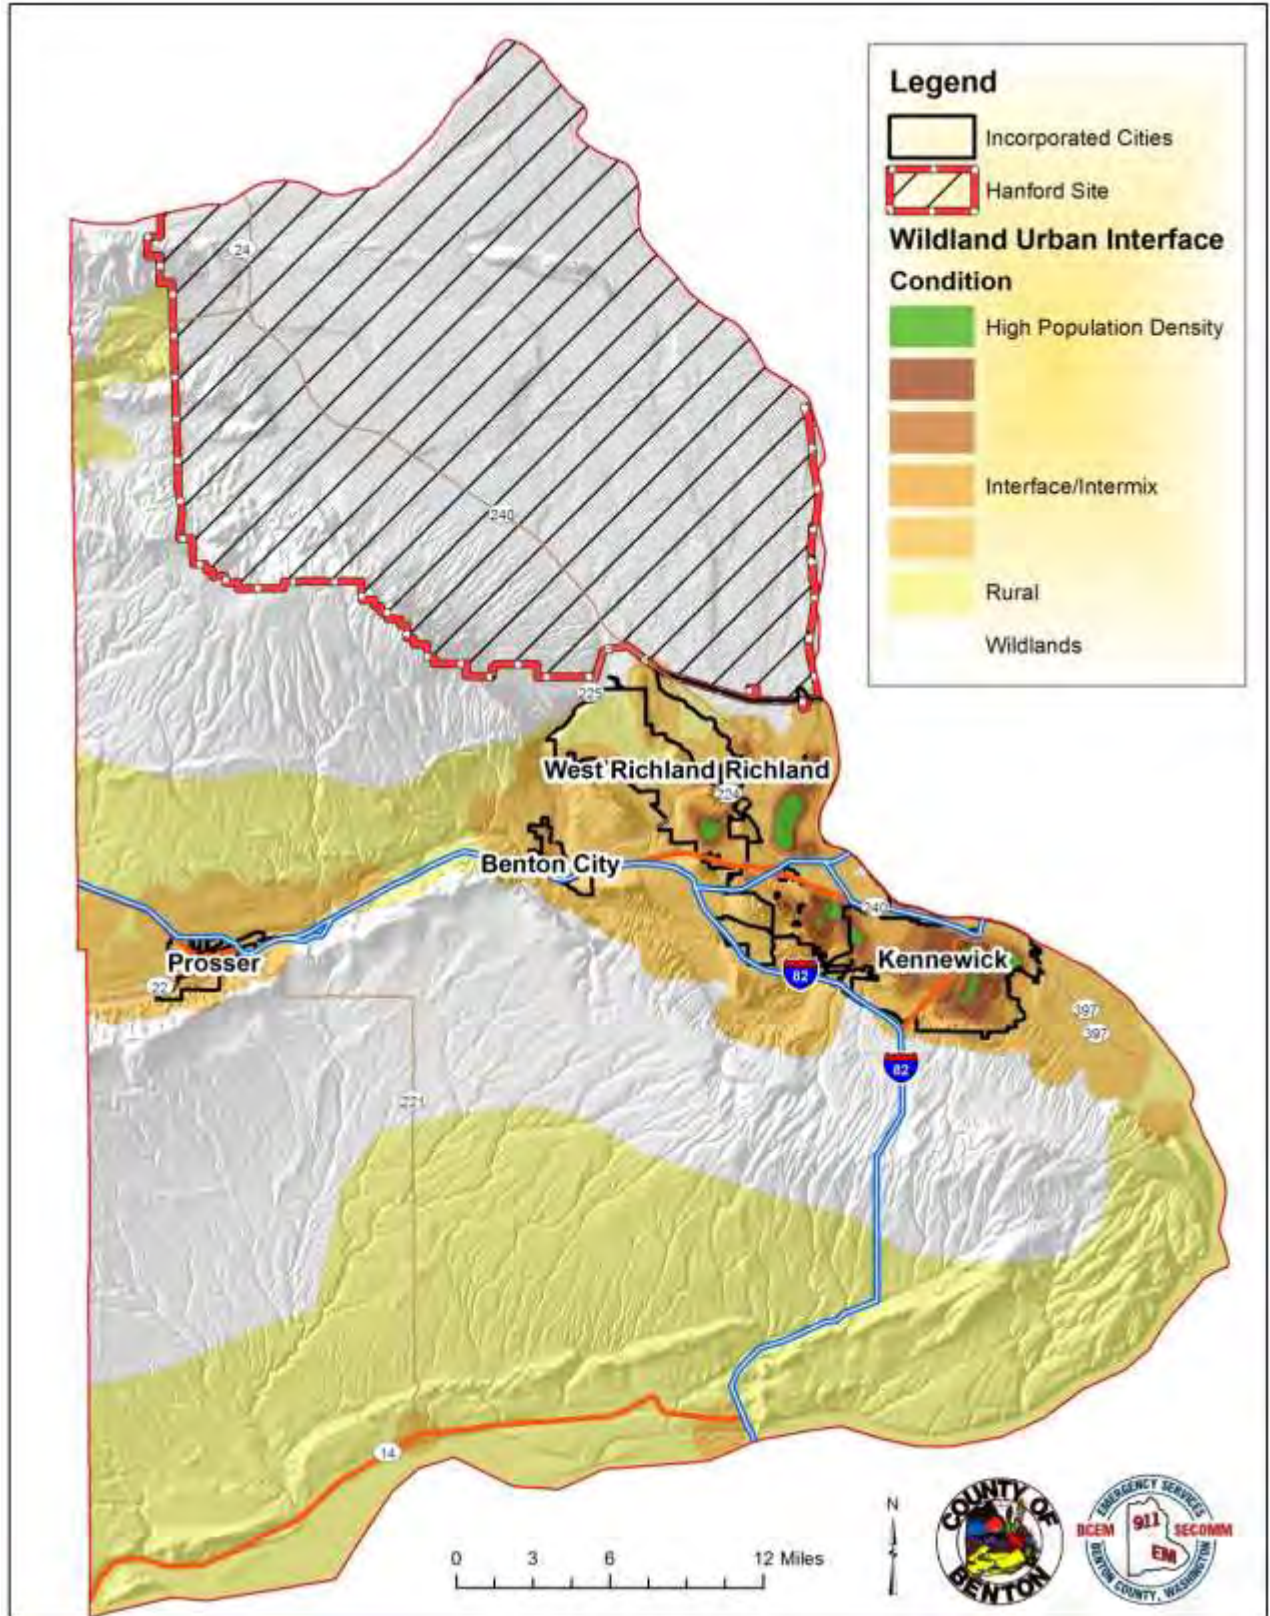 Legend
Incorporated Cities
Hanford Site
Wildland Urban Interface
Condition
High Population Density
Interface/Intermix
Rural
Wildlands
24
240
225
West Richland
Richland
224
Benton City
240
Prosser
22
Kennewick
82
397
397
82
221
14
0 3 6 12 Miles
N
COUNTY OF
BENTON
EMERGENCY SERVICES
BCEM
911
SECOMM
EM
BENTON COUNTY, WASHINGTON